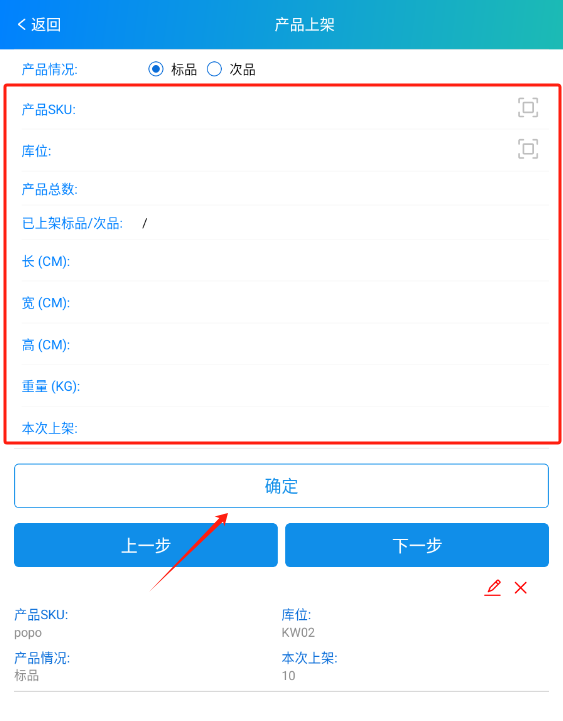 返回
产品上架
产品情况: 标品 次品
产品SKU:
库位:
产品总数:
已上架标品/次品: /
长 (CM):
宽 (CM):
高 (CM):
重量 (KG):
本次上架:
确定
上一步 下一步
产品SKU: 库位:
popo KW02
产品情况: 本次上架:
标品 10